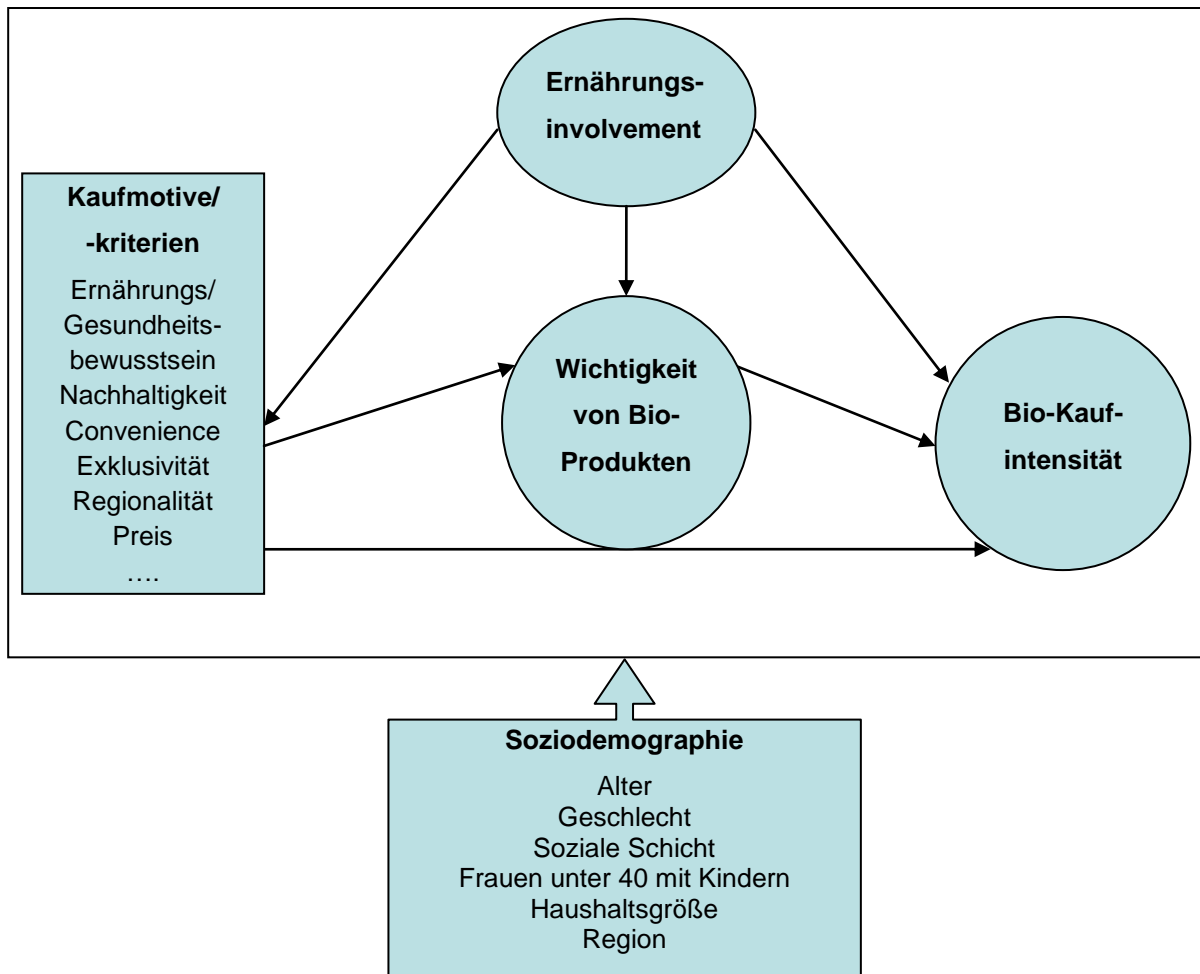 Ernährungs-
involvement
Kaufmotive/
-kriterien
Ernährungs/
Gesundheits-
bewusstsein
Nachhaltigkeit
Convenience
Exklusivität
Regionalität
Preis
….
Wichtigkeit
von Bio-
Produkten
Bio-Kauf-
intensität
Soziodemographie
Alter
Geschlecht
Soziale Schicht
Frauen unter 40 mit Kindern
Haushaltsgröße
Region